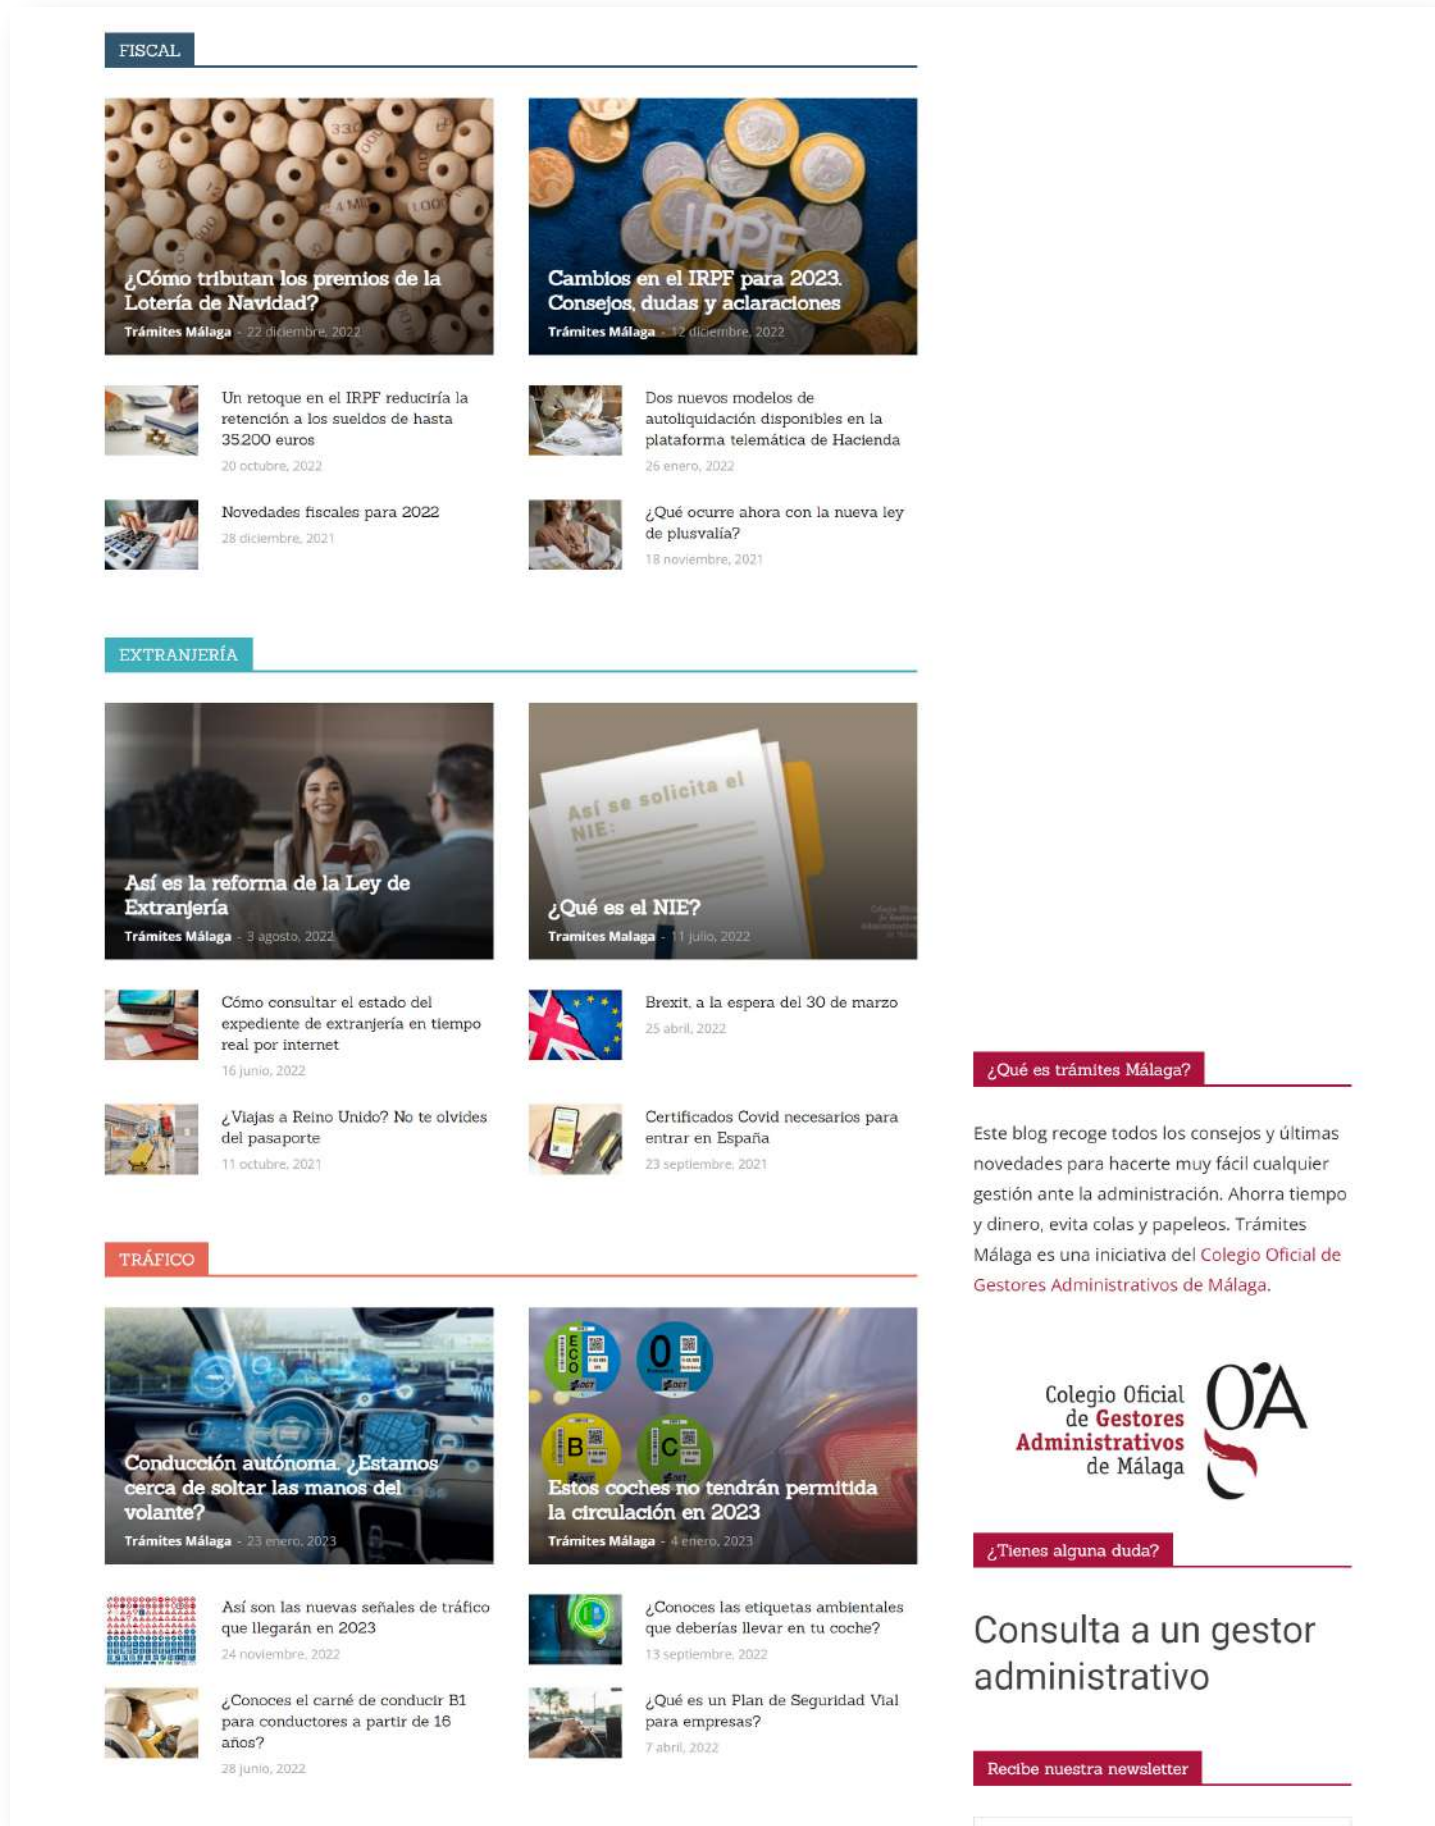 FISCAL
¿Cómo tributan los premios de la
Lotería de Navidad?
Trámites Málaga - 22 diciembre, 2022
IRPF
Cambios en el IRPF para 2023.
Consejos, dudas y aclaraciones
Trámites Málaga - 12 diciembre, 2022
Un retoque en el IRPF reduciría la
retención a los sueldos de hasta
35.200 euros
20 octubre, 2022
Dos nuevos modelos de
autoliquidación disponibles en la
plataforma telemática de Hacienda
26 enero, 2022
Novedades fiscales para 2022
28 diciembre, 2021
¿Qué ocurre ahora con la nueva ley
de plusvalía?
18 noviembre, 2021
EXTRANJERÍA
Así es la reforma de la Ley de
Extranjería
Trámites Málaga - 3 agosto, 2022
Así se solicita el
NIE:
¿Qué es el NIE?
Tramites Malaga - 11 julio, 2022
Cómo consultar el estado del
expediente de extranjería en tiempo
real por internet
16 junio, 2022
Brexit, a la espera del 30 de marzo
25 abril, 2022
¿Viajas a Reino Unido? No te olvides
del pasaporte
11 octubre, 2021
Certificados Covid necesarios para
entrar en España
23 septiembre, 2021
TRÁFICO
Conducción autónoma. ¿Estamos
cerca de soltar las manos del
volante?
Trámites Málaga - 23 enero, 2023
ECO
0
B
C
Estos coches no tendrán permitida
la circulación en 2023
Trámites Málaga - 4 enero, 2023
Así son las nuevas señales de tráfico
que llegarán en 2023
24 noviembre, 2022
¿Conoces las etiquetas ambientales
que deberías llevar en tu coche?
13 septiembre, 2022
¿Conoces el carné de conducir B1
para conductores a partir de 16
años?
28 junio, 2022
¿Qué es un Plan de Seguridad Vial
para empresas?
7 abril, 2022
¿Qué es trámites Málaga?
Este blog recoge todos los consejos y últimas
novedades para hacerte muy fácil cualquier
gestión ante la administración. Ahorra tiempo
y dinero, evita colas y papeleos. Trámites
Málaga es una iniciativa del Colegio Oficial de
Gestores Administrativos de Málaga.
Colegio Oficial
de Gestores
Administrativos
de Málaga
¿Tienes alguna duda?
Consulta a un gestor
administrativo
Recibe nuestra newsletter